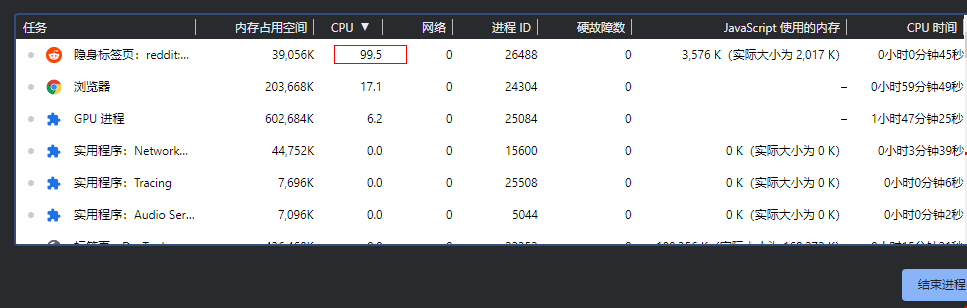 任务 内存占用空间 CPU ▼ 网络 进程 ID 硬故障数 JavaScript 使用的内存 CPU 时间
隐身标签页：reddit:... 39,056K 99.5 0 26488 0 3,576 K（实际大小为 2,017 K） 0小时0分钟45秒
浏览器 203,668K 17.1 0 24304 0 – 0小时59分钟49秒
GPU 进程 602,684K 6.2 0 25084 0 – 1小时47分钟25秒
实用程序：Network... 44,752K 0.0 0 15600 0 0 K（实际大小为 0 K） 0小时3分钟39秒
实用程序：Tracing 7,696K 0.0 0 25508 0 0 K（实际大小为 0 K） 0小时0分钟6秒
实用程序：Audio Ser... 7,096K 0.0 0 5044 0 0 K（实际大小为 0 K） 0小时0分钟2秒
结束进程